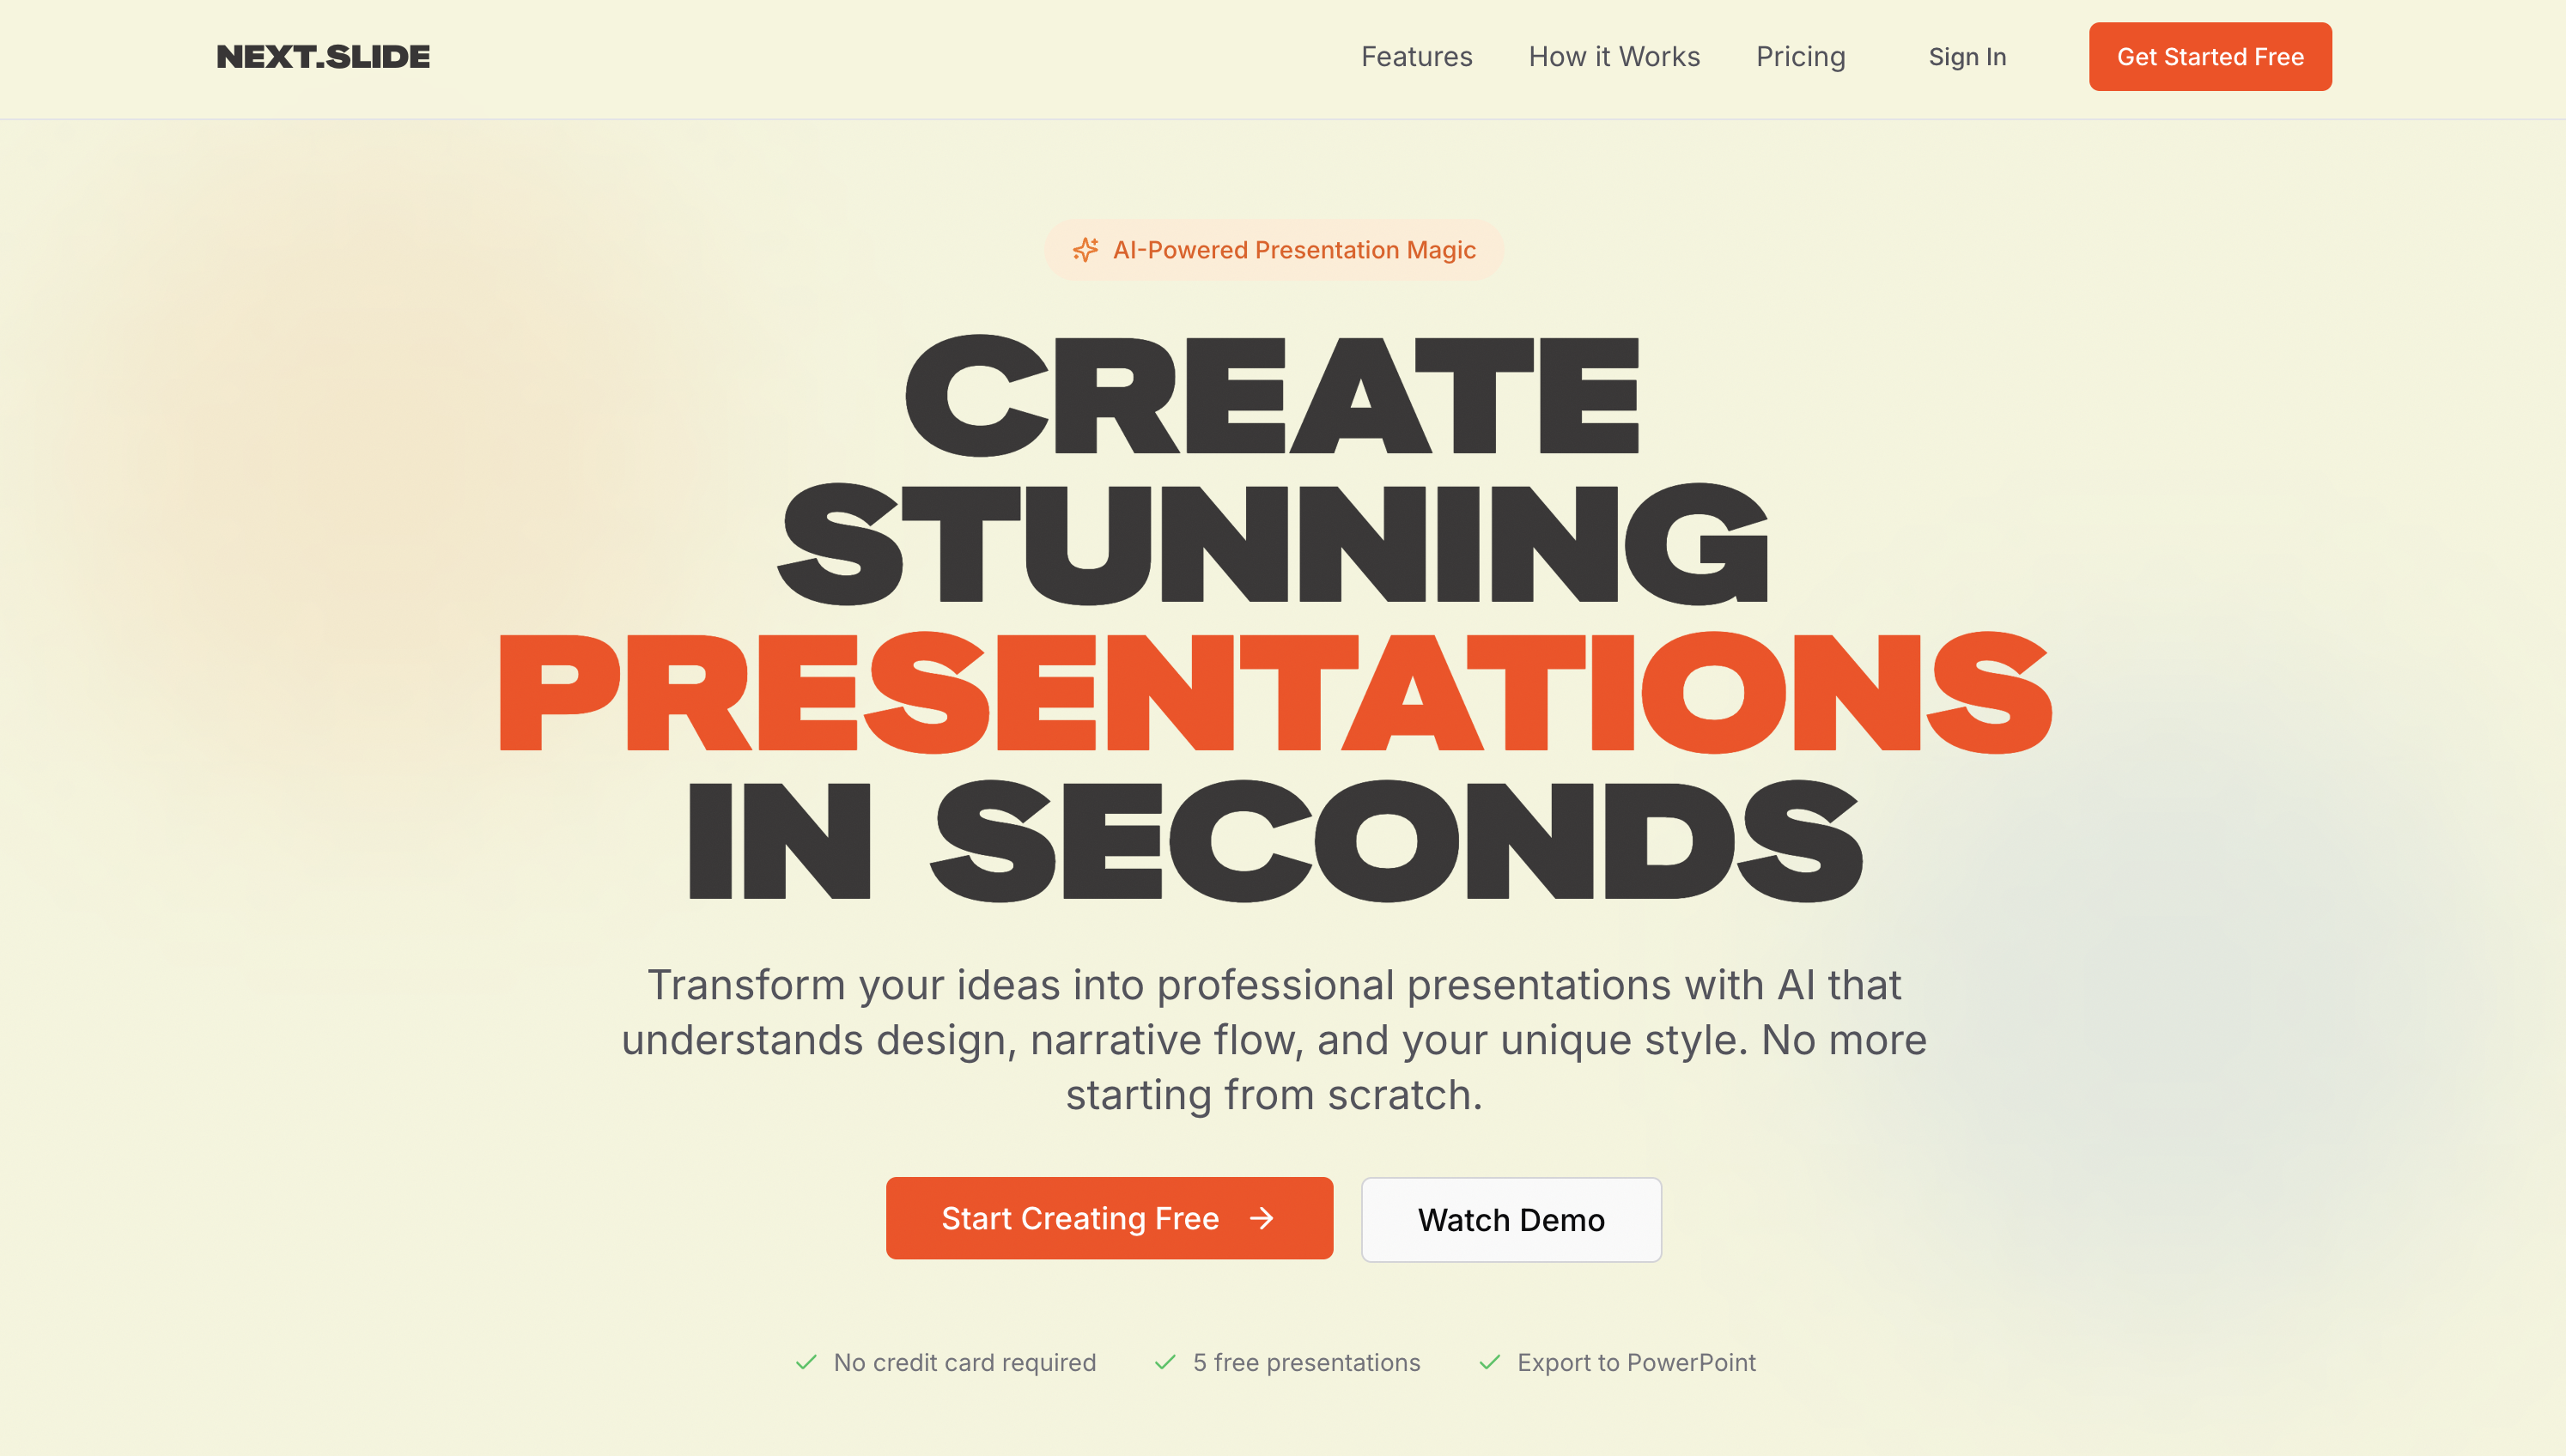 NEXT.SLIDE
Features
How it Works
Pricing
Sign In
Get Started Free
AI-Powered Presentation Magic
CREATE
STUNNING
PRESENTATIONS
IN SECONDS
Transform your ideas into professional presentations with AI that
understands design, narrative flow, and your unique style. No more
starting from scratch.
Start Creating Free
Watch Demo
No credit card required
5 free presentations
Export to PowerPoint